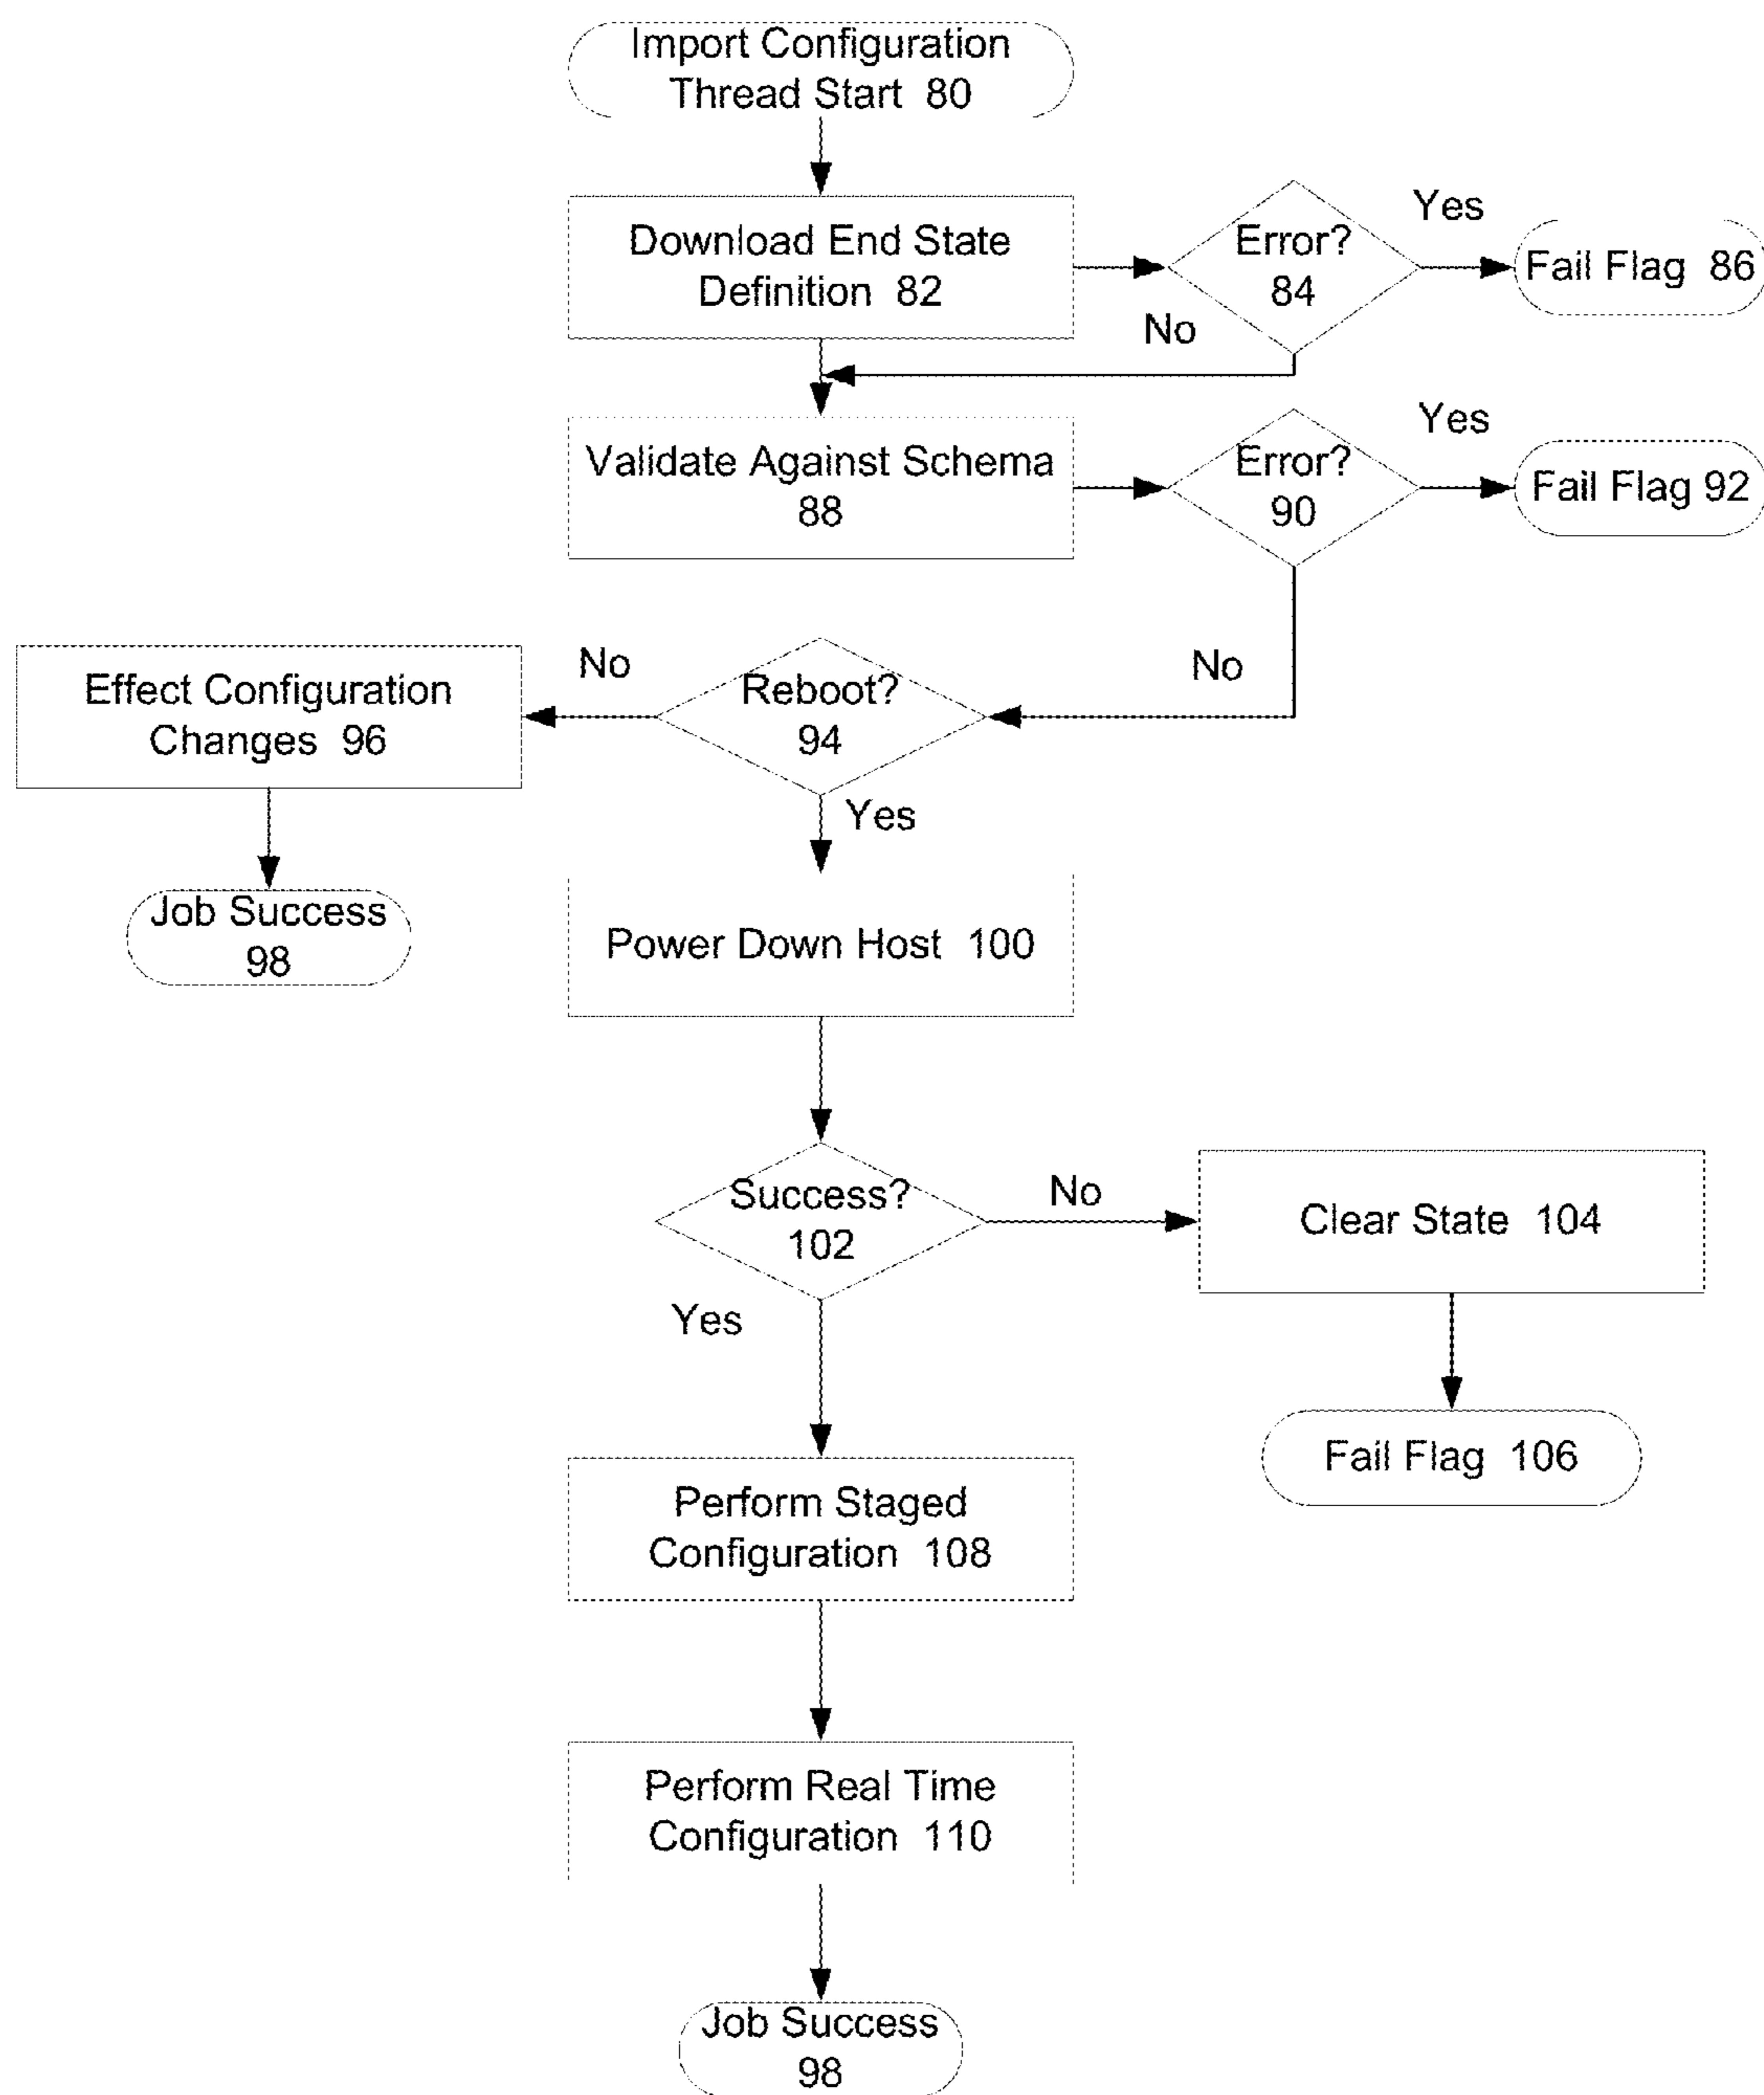 Import Configuration
Thread Start 80
Download End State
Definition 82
Error?
84
Yes
Fail Flag 86
No
Validate Against Schema
88
Error?
90
Yes
Fail Flag 92
No
Reboot?
94
No
Effect Configuration
Changes 96
Yes
Job Success
98
Power Down Host 100
Success?
102
No
Clear State 104
Yes
Fail Flag 106
Perform Staged
Configuration 108
Perform Real Time
Configuration 110
Job Success
98